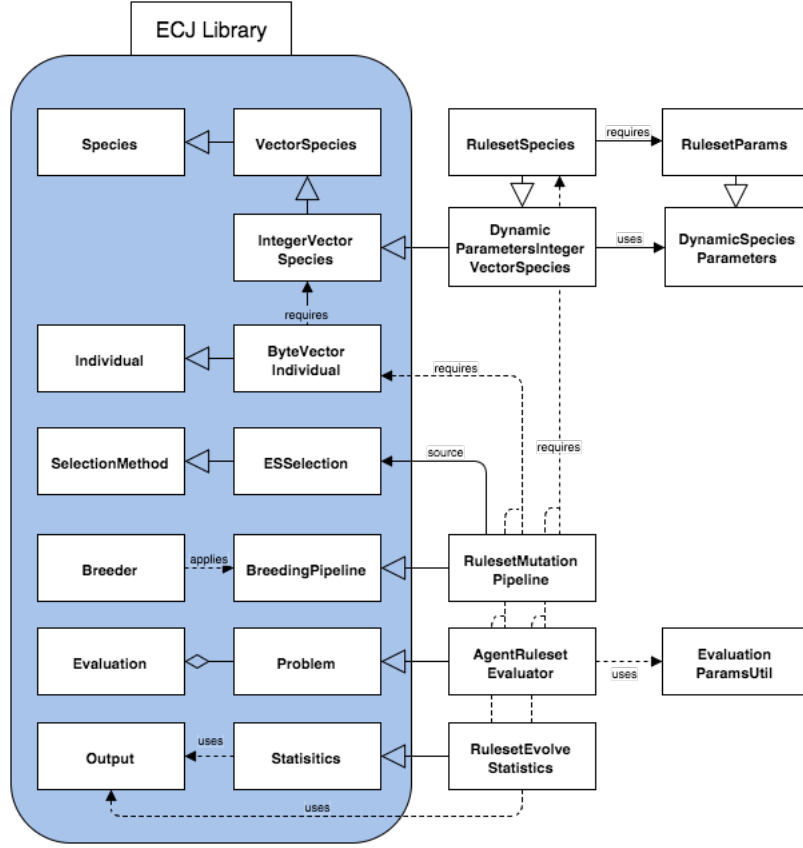 ECJ Library
Species
VectorSpecies
RulesetSpecies
requires
RulesetParams
IntegerVector
Species
Dynamic
ParametersInteger
VectorSpecies
uses
DynamicSpecies
Parameters
requires
Individual
ByteVector
Individual
requires
SelectionMethod
ESSelection
source
requires
Breeder
applies
BreedingPipeline
RulesetMutation
Pipeline
Evaluation
Problem
AgentRuleset
Evaluator
uses
Evaluation
ParamsUtil
Output
uses
Statisitics
RulesetEvolve
Statistics
uses